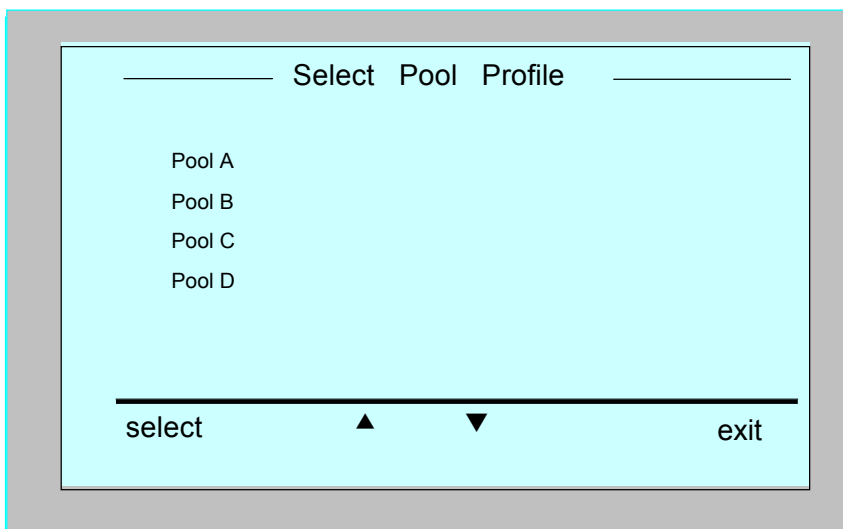 Select Pool Profile
Pool A
Pool B
Pool C
Pool D
select ▲ ▼ exit